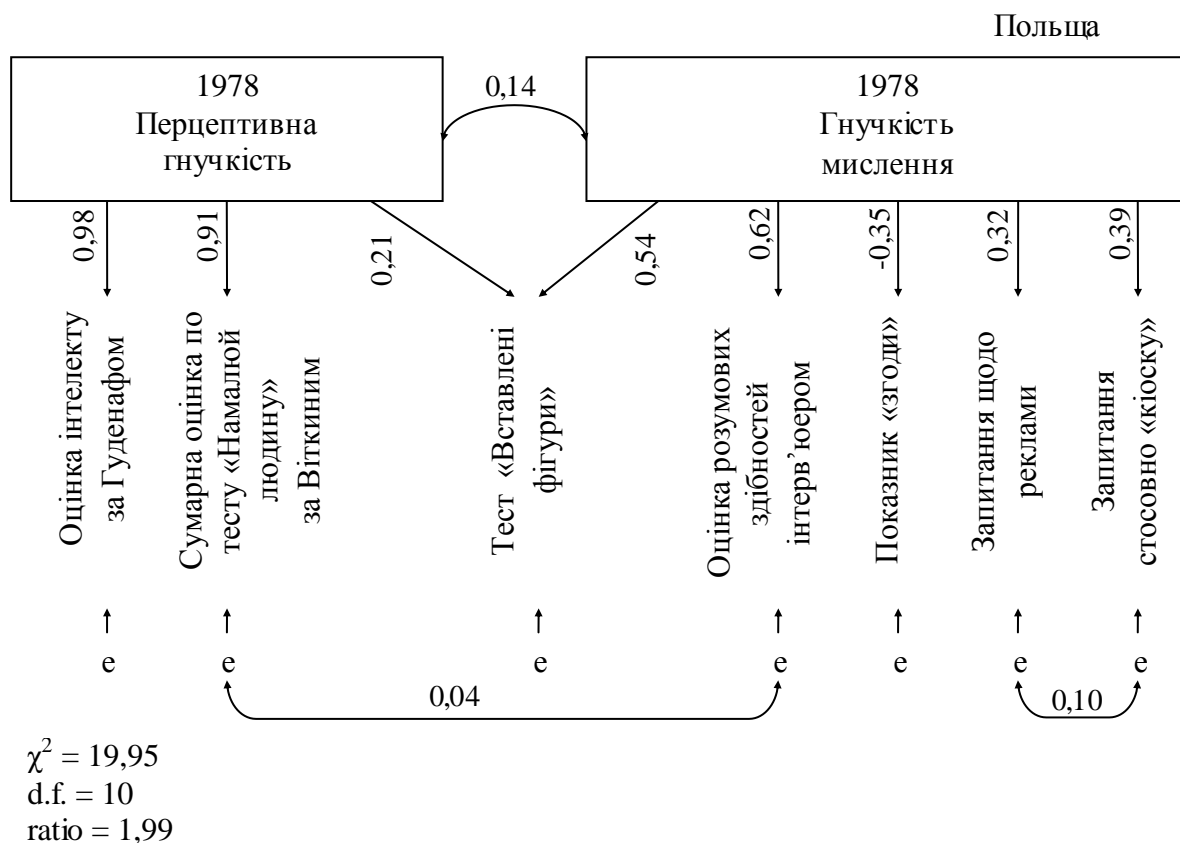 Польща
1978
Перцептивна
гнучкість
0,14
1978
Гнучкість
мислення
0,98
0,91
0,21
0,54
0,62
-0,35
0,32
0,39
Оцінка інтелекту
за Гуденафом
Сумарна оцінка по
тесту «Намалюй
людину»
за Віткиним
Тест «Вставлені
фігури»
Оцінка розумових
здібностей
інтерв’юером
Показник «згоди»
Запитання щодо
реклами
Запитання
стосовно «кіоску»
e
e
e
e
e
e
e
0,04
0,10
χ² = 19,95
d.f. = 10
ratio = 1,99